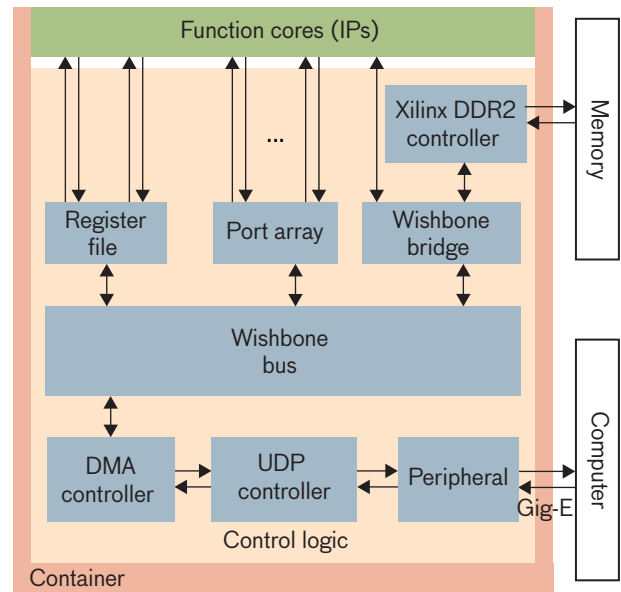 Function cores (IPs)
Xilinx DDR2
controller
Memory
...
Register
file
Port array
Wishbone
bridge
Wishbone
bus
Computer
DMA
controller
UDP
controller
Peripheral
Gig-E
Control logic
Container